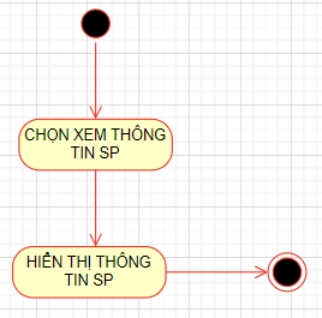 CHỌN XEM THÔNG
TIN SP
HIỂN THỊ THÔNG
TIN SP